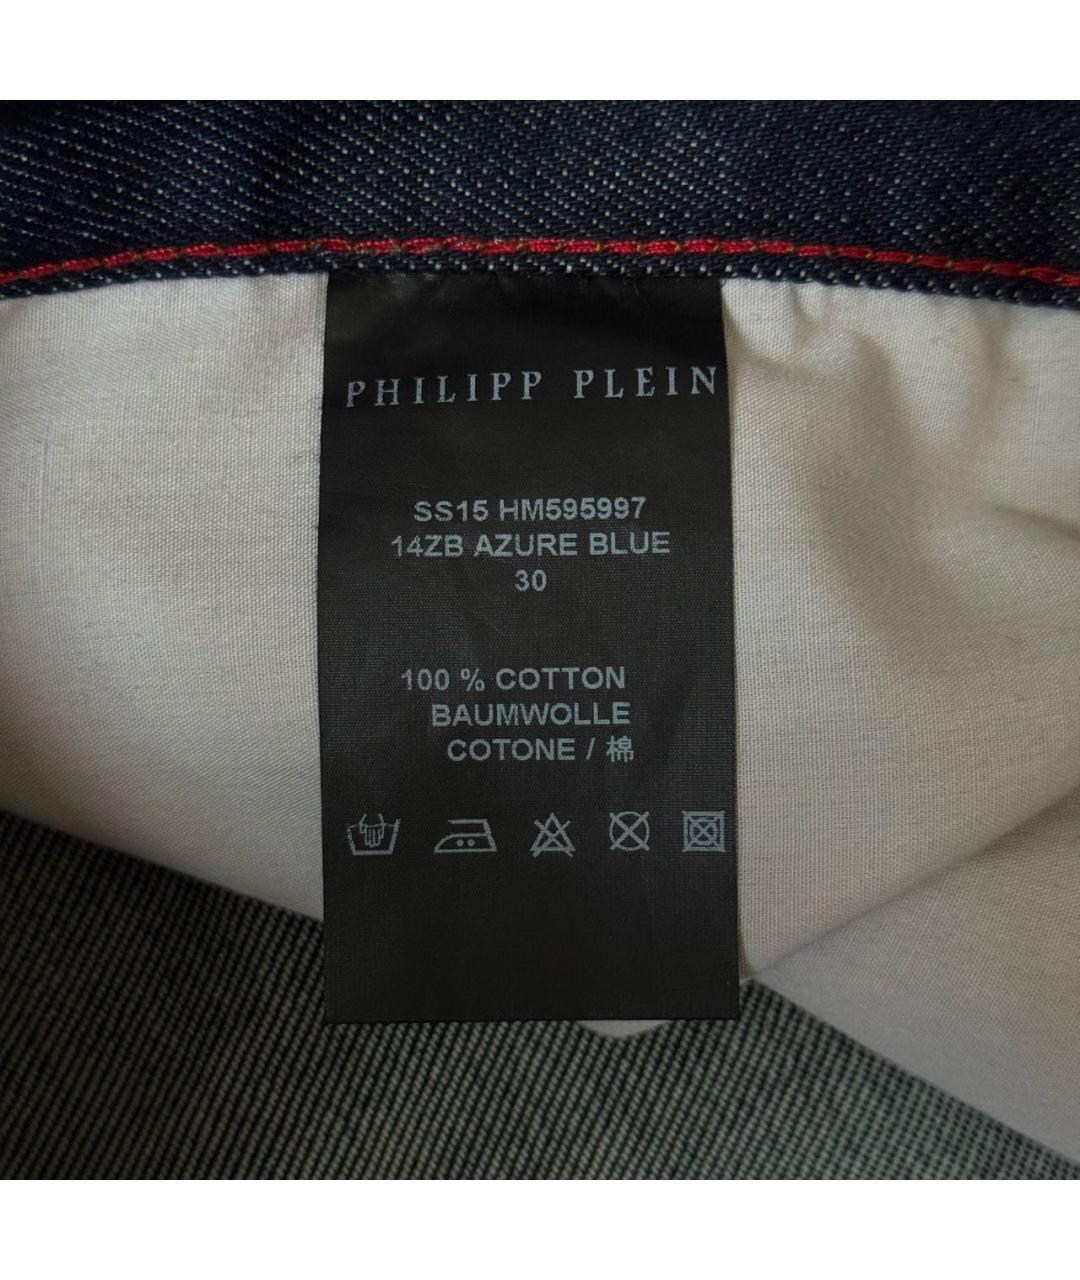 PHILIPP PLEIN
SS15 HM595997
14ZB AZURE BLUE
30
100 % COTTON
BAUMWOLLE
COTONE / 棉